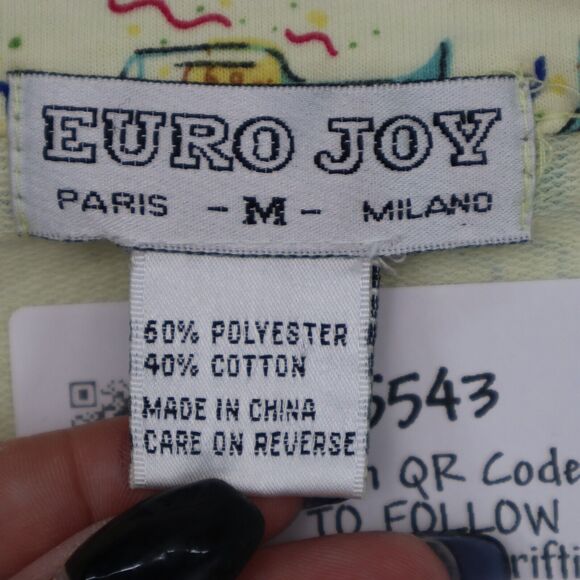 EURO JOY
PARIS - M - MILANO
60% POLYESTER
40% COTTON
MADE IN CHINA
CARE ON REVERSE
5543
QR Code
TO FOLLOW